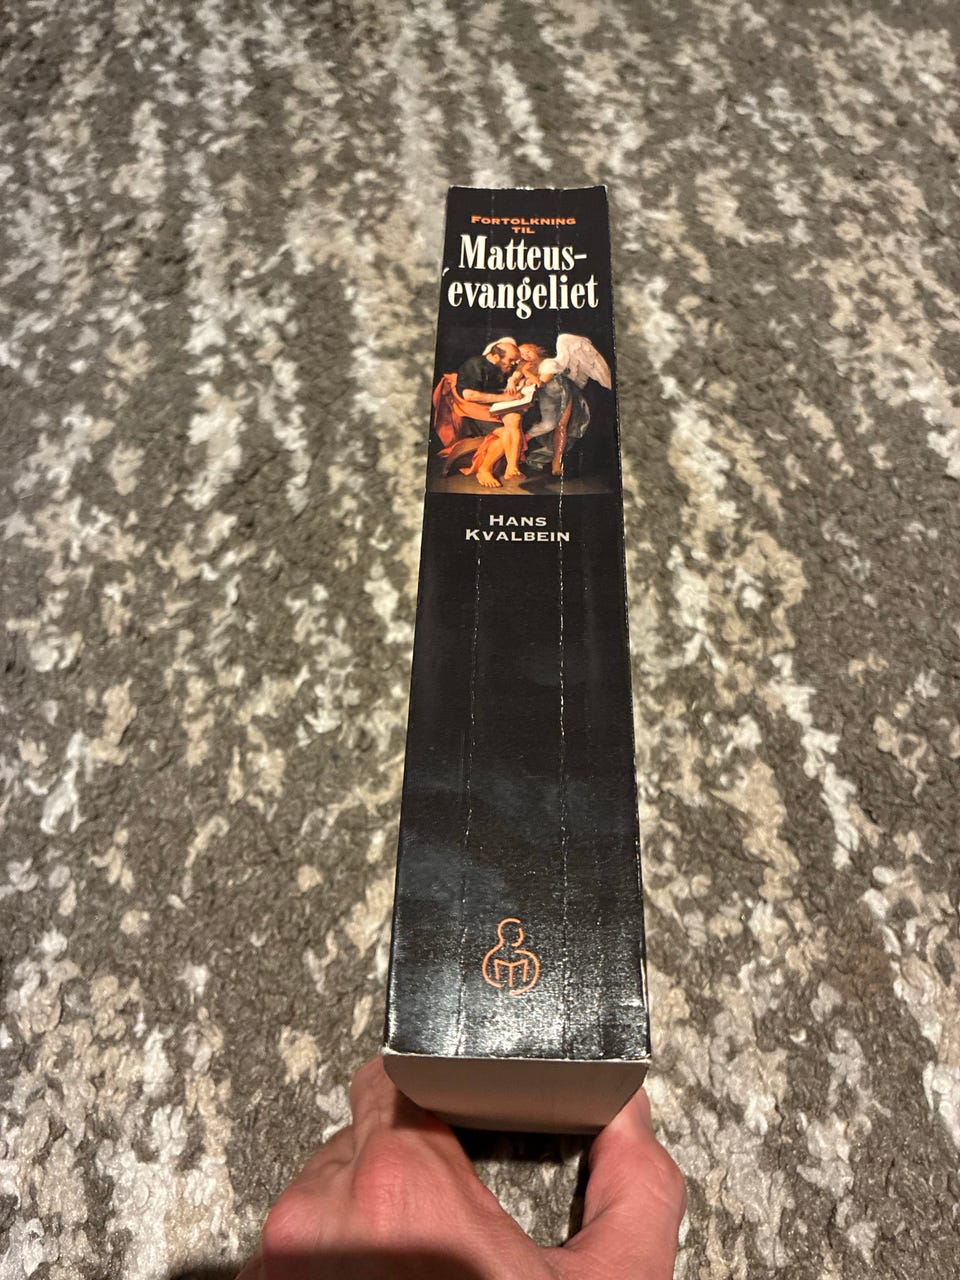 FORTOLKNING
TIL
Matteus-
evangeliet
HANS
KVALBEIN